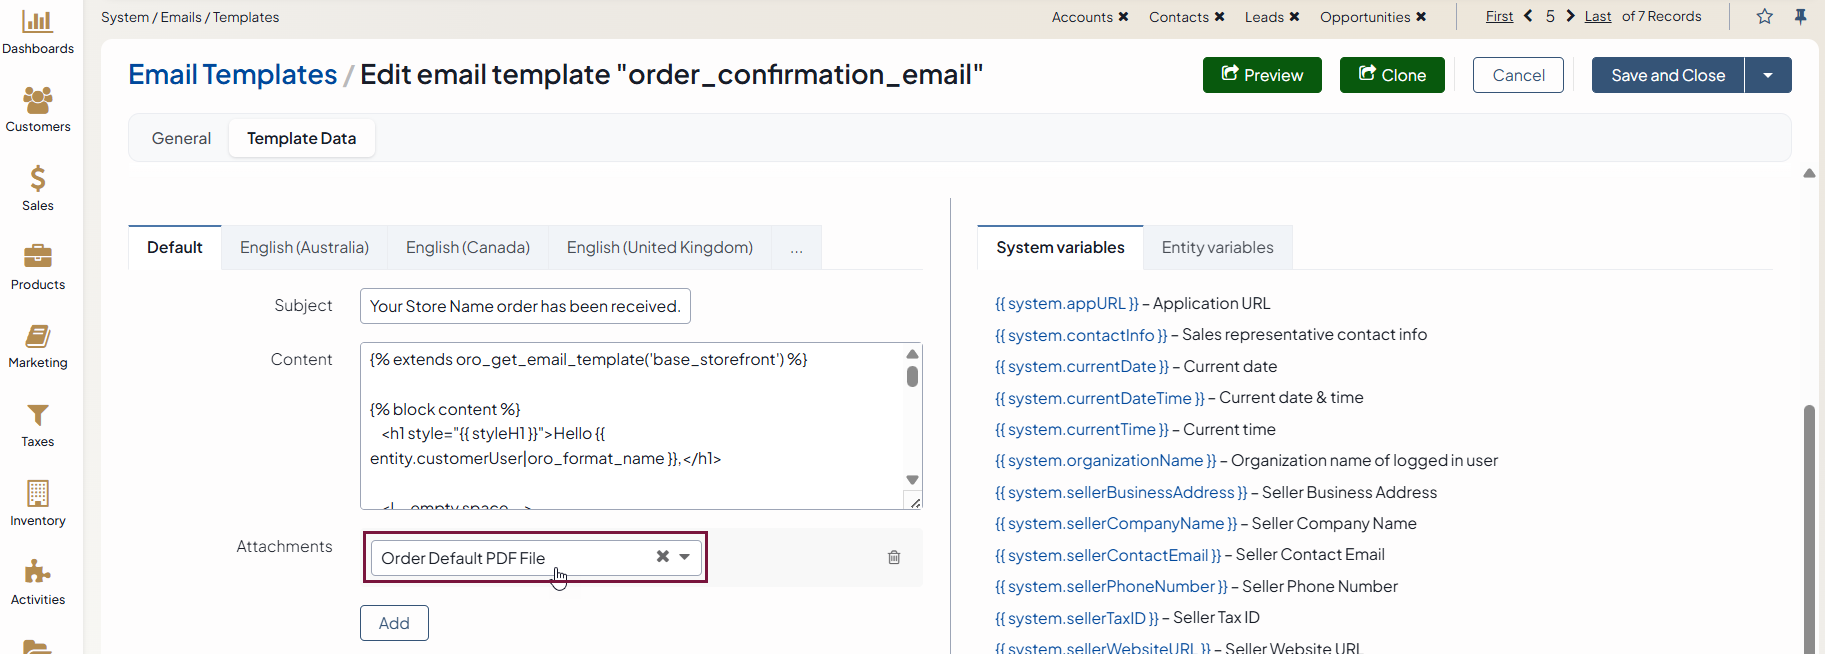 System / Emails / Templates
Accounts ✖ Contacts ✖ Leads ✖ Opportunities ✖
First 5 Last of 7 Records
Dashboards
Customers
Sales
Products
Marketing
Taxes
Inventory
Activities
Email Templates / Edit email template "order_confirmation_email"
Preview
Clone
Cancel
Save and Close
General
Template Data
Default
English (Australia)
English (Canada)
English (United Kingdom)
...
Subject
Your Store Name order has been received.
Content
{% extends oro_get_email_template('base_storefront') %}
{% block content %}
<h1 style="{{ styleH1 }}">Hello {{
entity.customerUser|oro_format_name }},</h1>
<!-- empty space -->
Attachments
Order Default PDF File
Add
System variables
Entity variables
{{ system.appURL }} – Application URL
{{ system.contactInfo }} – Sales representative contact info
{{ system.currentDate }} – Current date
{{ system.currentDateTime }} – Current date & time
{{ system.currentTime }} – Current time
{{ system.organizationName }} – Organization name of logged in user
{{ system.sellerBusinessAddress }} – Seller Business Address
{{ system.sellerCompanyName }} – Seller Company Name
{{ system.sellerContactEmail }} – Seller Contact Email
{{ system.sellerPhoneNumber }} – Seller Phone Number
{{ system.sellerTaxID }} – Seller Tax ID
{{ system.sellerWebsiteURL }} – Seller Website URL